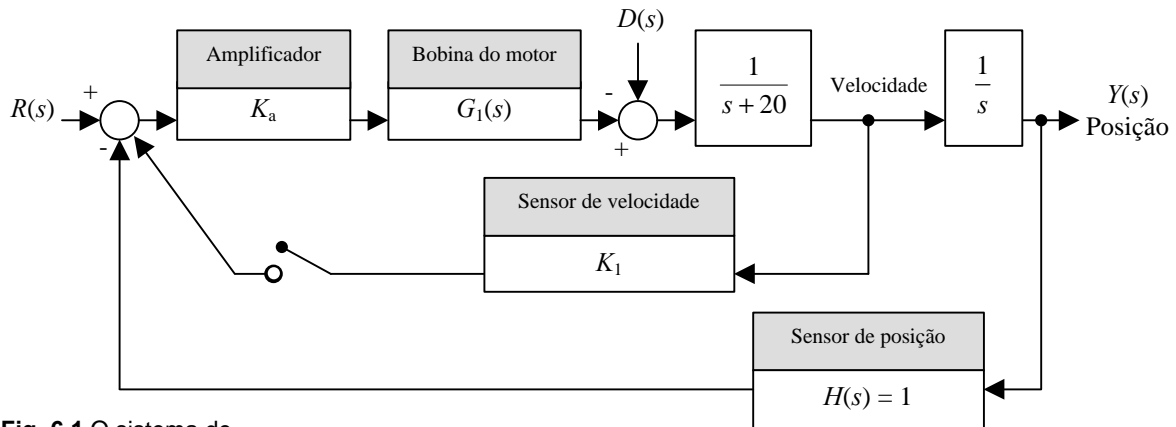 D(s)
Amplificador
Bobina do motor
R(s)
+
-
K_a
G_1(s)
-
+
1
s + 20
Velocidade
1
s
Y(s)
Posição
Sensor de velocidade
K_1
Sensor de posição
H(s) = 1
Fig. 6.1 O sistema de